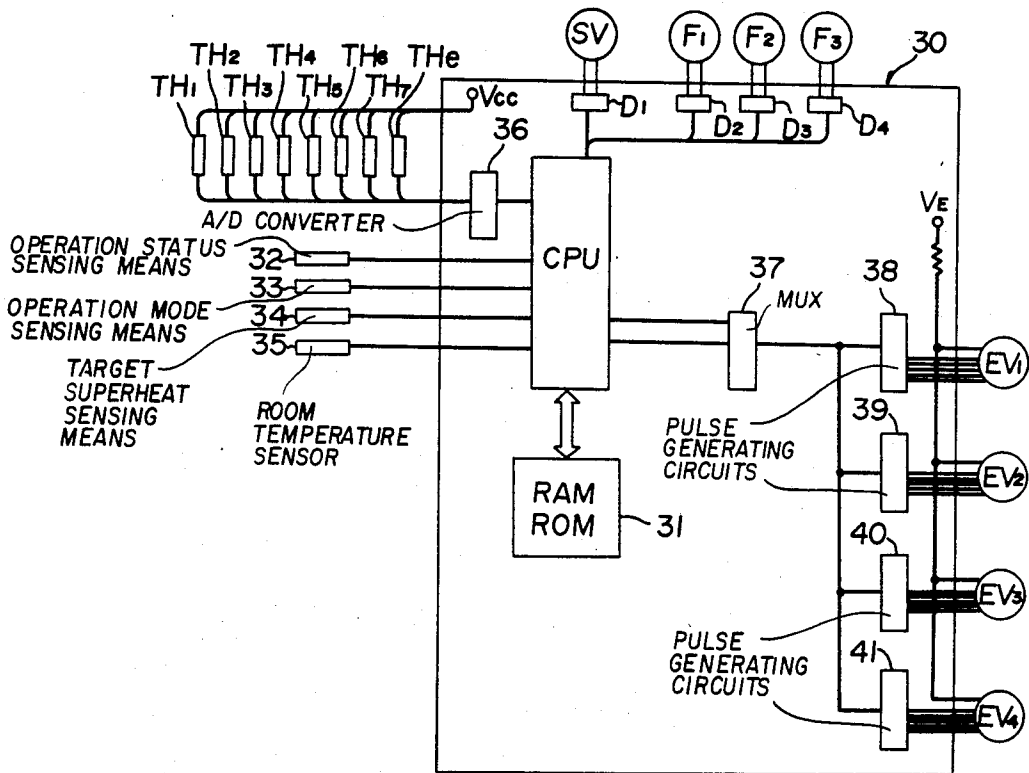 SV F1 F2 F3 30
TH2 TH4 TH6 THe
TH1 TH3 TH5 TH7
VCC
D1 D2 D3 D4
36
A/D CONVERTER
CPU
OPERATION STATUS
SENSING MEANS
32
33
OPERATION MODE
SENSING MEANS
34
35
TARGET
SUPERHEAT
SENSING
MEANS
ROOM
TEMPERATURE
SENSOR
RAM
ROM
31
37
MUX
VE
38
EV1
PULSE
GENERATING
CIRCUITS
39
EV2
40
EV3
PULSE
GENERATING
CIRCUITS
41
EV4